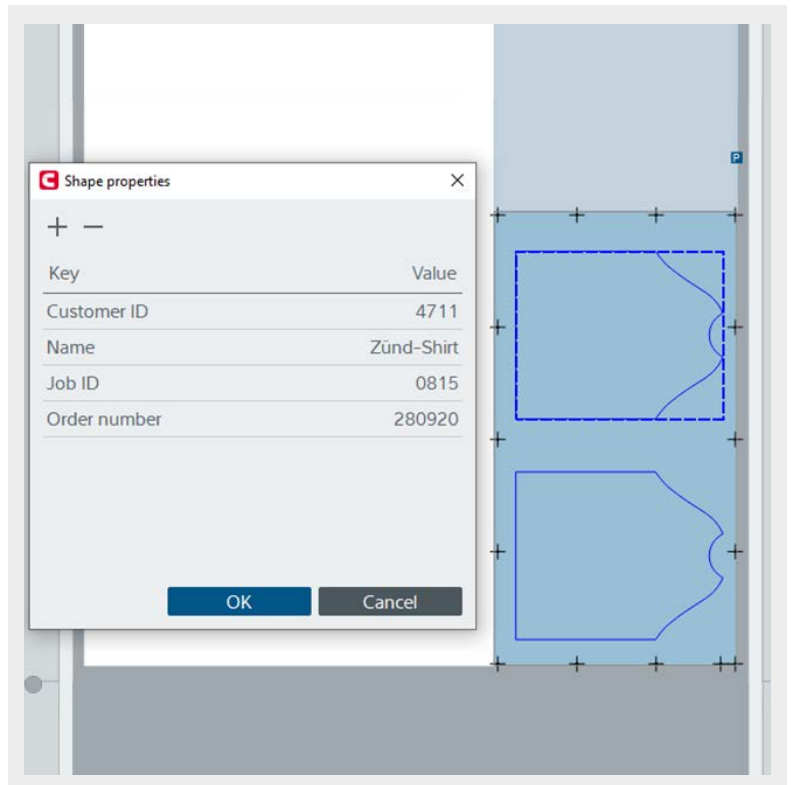 Shape properties
P
Key Value
Customer ID 4711
Name Zünd-Shirt
Job ID 0815
Order number 280920
OK Cancel